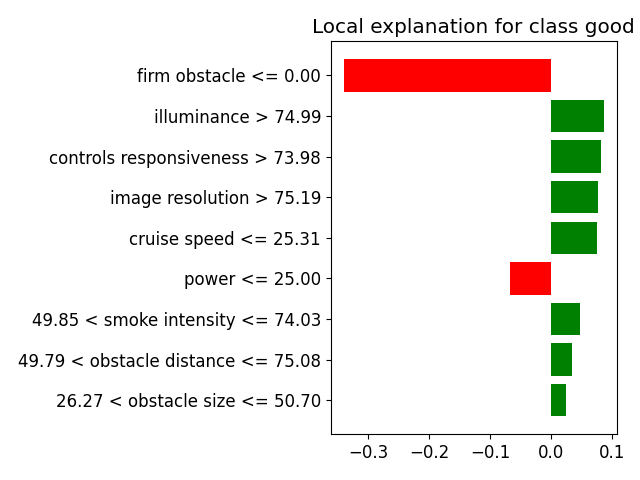 Local explanation for class good
firm obstacle <= 0.00
illuminance > 74.99
controls responsiveness > 73.98
image resolution > 75.19
cruise speed <= 25.31
power <= 25.00
49.85 < smoke intensity <= 74.03
49.79 < obstacle distance <= 75.08
26.27 < obstacle size <= 50.70
−0.3 −0.2 −0.1 0.0 0.1